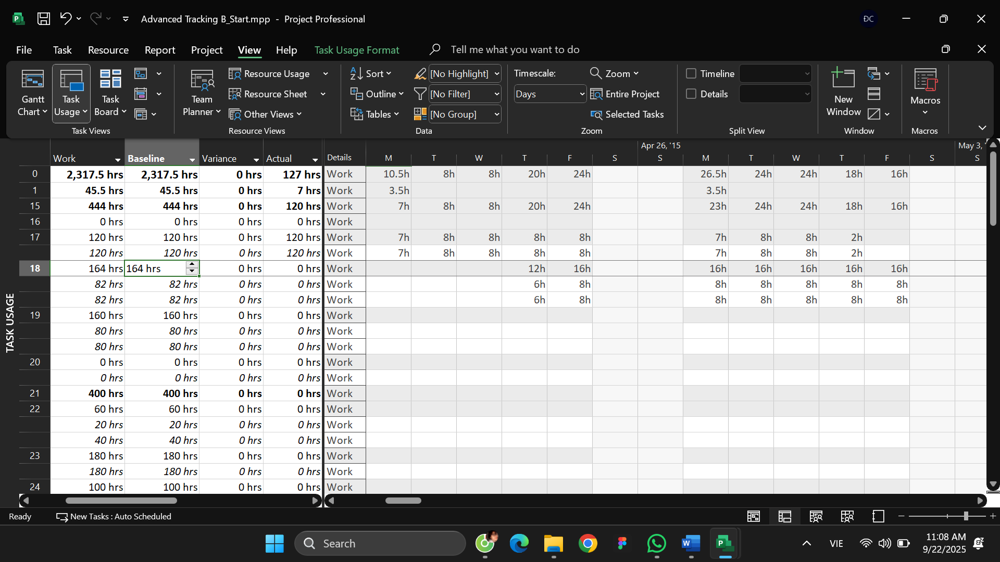 Advanced Tracking B_Start.mpp - Project Professional
ĐC
File Task Resource Report Project View Help Task Usage Format Tell me what you want to do
Gantt Chart
Task Usage
Task Board
Task Views
Team Planner
Resource Usage
Resource Sheet
Other Views
Resource Views
Sort
Outline
Tables
[No Highlight]
[No Filter]
[No Group]
Data
Timescale:
Days
Zoom
Entire Project
Selected Tasks
Zoom
Timeline
Details
Split View
New Window
Window
Macros
Macros
Apr 26, '15 May 3, '
Work Baseline Variance Actual Details M T W T F S S M T W T F S S
0 2,317.5 hrs 2,317.5 hrs 0 hrs 127 hrs Work 10.5h 8h 8h 20h 24h 26.5h 24h 24h 18h 16h
1 45.5 hrs 45.5 hrs 0 hrs 7 hrs Work 3.5h 3.5h
15 444 hrs 444 hrs 0 hrs 120 hrs Work 7h 8h 8h 20h 24h 23h 24h 24h 18h 16h
16 0 hrs 0 hrs 0 hrs 0 hrs Work
17 120 hrs 120 hrs 0 hrs 120 hrs Work 7h 8h 8h 8h 8h 7h 8h 8h 2h
120 hrs 120 hrs 0 hrs 120 hrs Work 7h 8h 8h 8h 8h 7h 8h 8h 2h
18 164 hrs 164 hrs 0 hrs 0 hrs Work 12h 16h 16h 16h 16h 16h 16h
82 hrs 82 hrs 0 hrs 0 hrs Work 6h 8h 8h 8h 8h 8h 8h
82 hrs 82 hrs 0 hrs 0 hrs Work 6h 8h 8h 8h 8h 8h 8h
19 160 hrs 160 hrs 0 hrs 0 hrs Work
80 hrs 80 hrs 0 hrs 0 hrs Work
80 hrs 80 hrs 0 hrs 0 hrs Work
20 0 hrs 0 hrs 0 hrs 0 hrs Work
0 hrs 0 hrs 0 hrs 0 hrs Work
21 400 hrs 400 hrs 0 hrs 0 hrs Work
22 60 hrs 60 hrs 0 hrs 0 hrs Work
20 hrs 20 hrs 0 hrs 0 hrs Work
40 hrs 40 hrs 0 hrs 0 hrs Work
23 180 hrs 180 hrs 0 hrs 0 hrs Work
180 hrs 180 hrs 0 hrs 0 hrs Work
24 100 hrs 100 hrs 0 hrs 0 hrs Work
TASK USAGE
Ready New Tasks : Auto Scheduled
Search
VIE
11:08 AM
9/22/2025